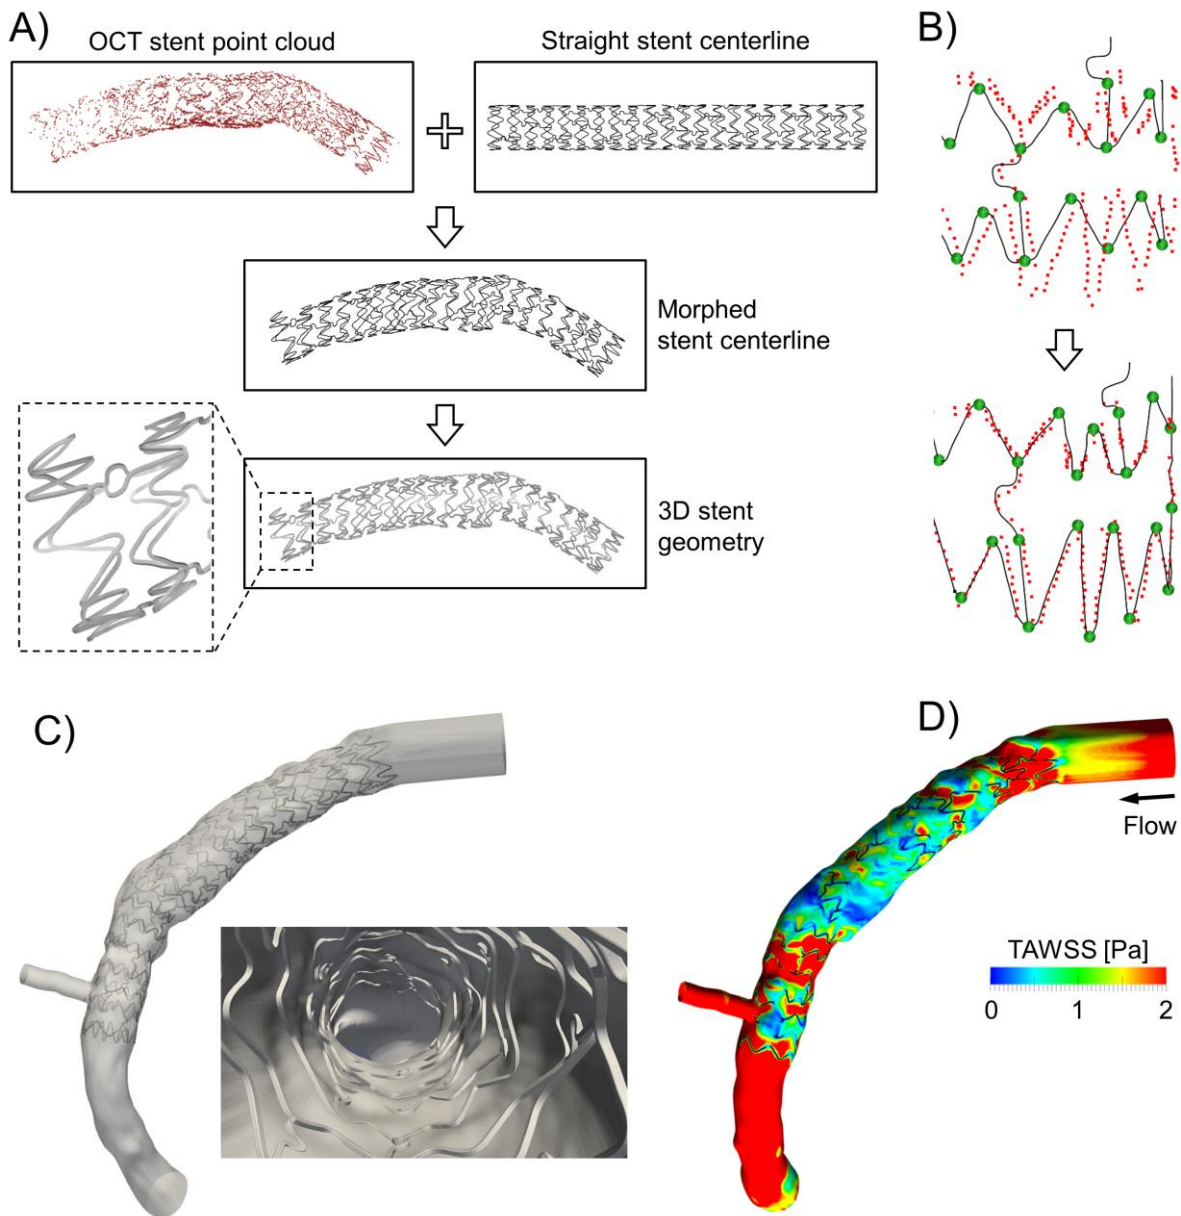 A)
OCT stent point cloud
Straight stent centerline
B)
Morphed
stent centerline
3D stent
geometry
C)
D)
Flow
TAWSS [Pa]
0 1 2